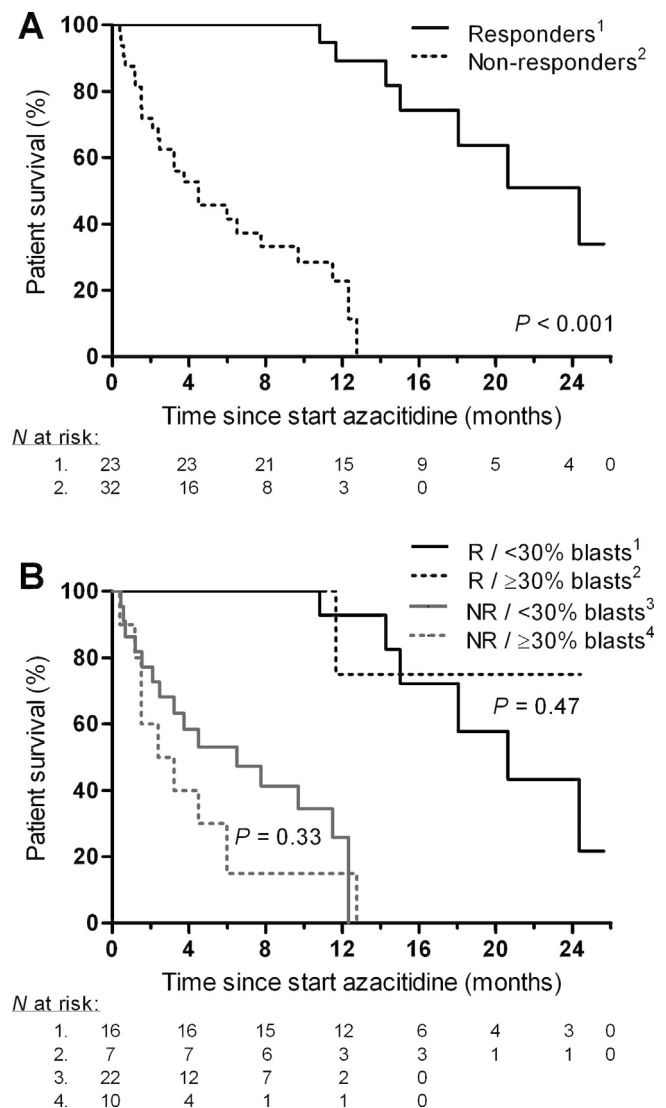 A
Responders¹
Non-responders²
Patient survival (%)
100
80
60
40
20
0
P < 0.001
0 4 8 12 16 20 24
Time since start azacitidine (months)
N at risk:
1. 23 23 21 15 9 5 4 0
2. 32 16 8 3 0
B
R / <30% blasts¹
R / ≥30% blasts²
NR / <30% blasts³
NR / ≥30% blasts⁴
Patient survival (%)
100
80
60
40
20
0
P = 0.47
P = 0.33
0 4 8 12 16 20 24
Time since start azacitidine (months)
N at risk:
1. 16 16 15 12 6 4 3 0
2. 7 7 6 3 3 1 1 0
3. 22 12 7 2 0
4. 10 4 1 1 0